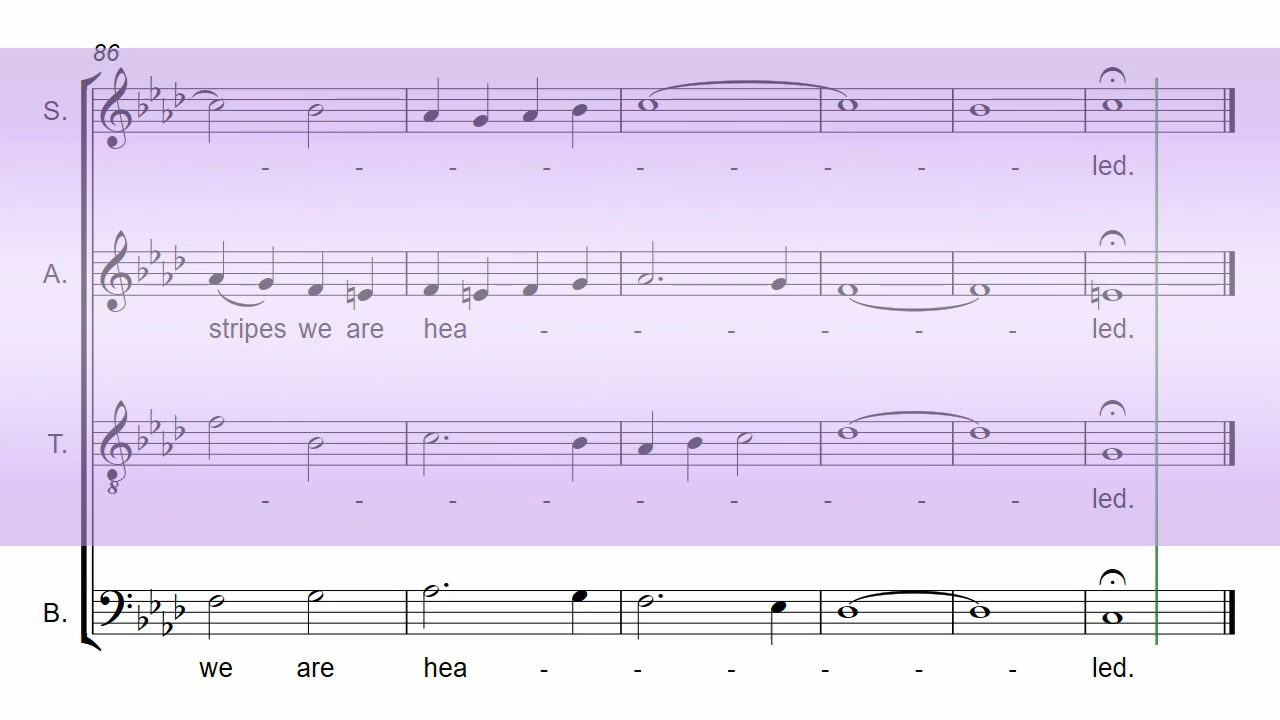 86
S.
- - - - - - - - - led.
A.
stripes we are hea - - - - - - led.
T.
8
- - - - - - - - - led.
B.
we are hea - - - - - - led.